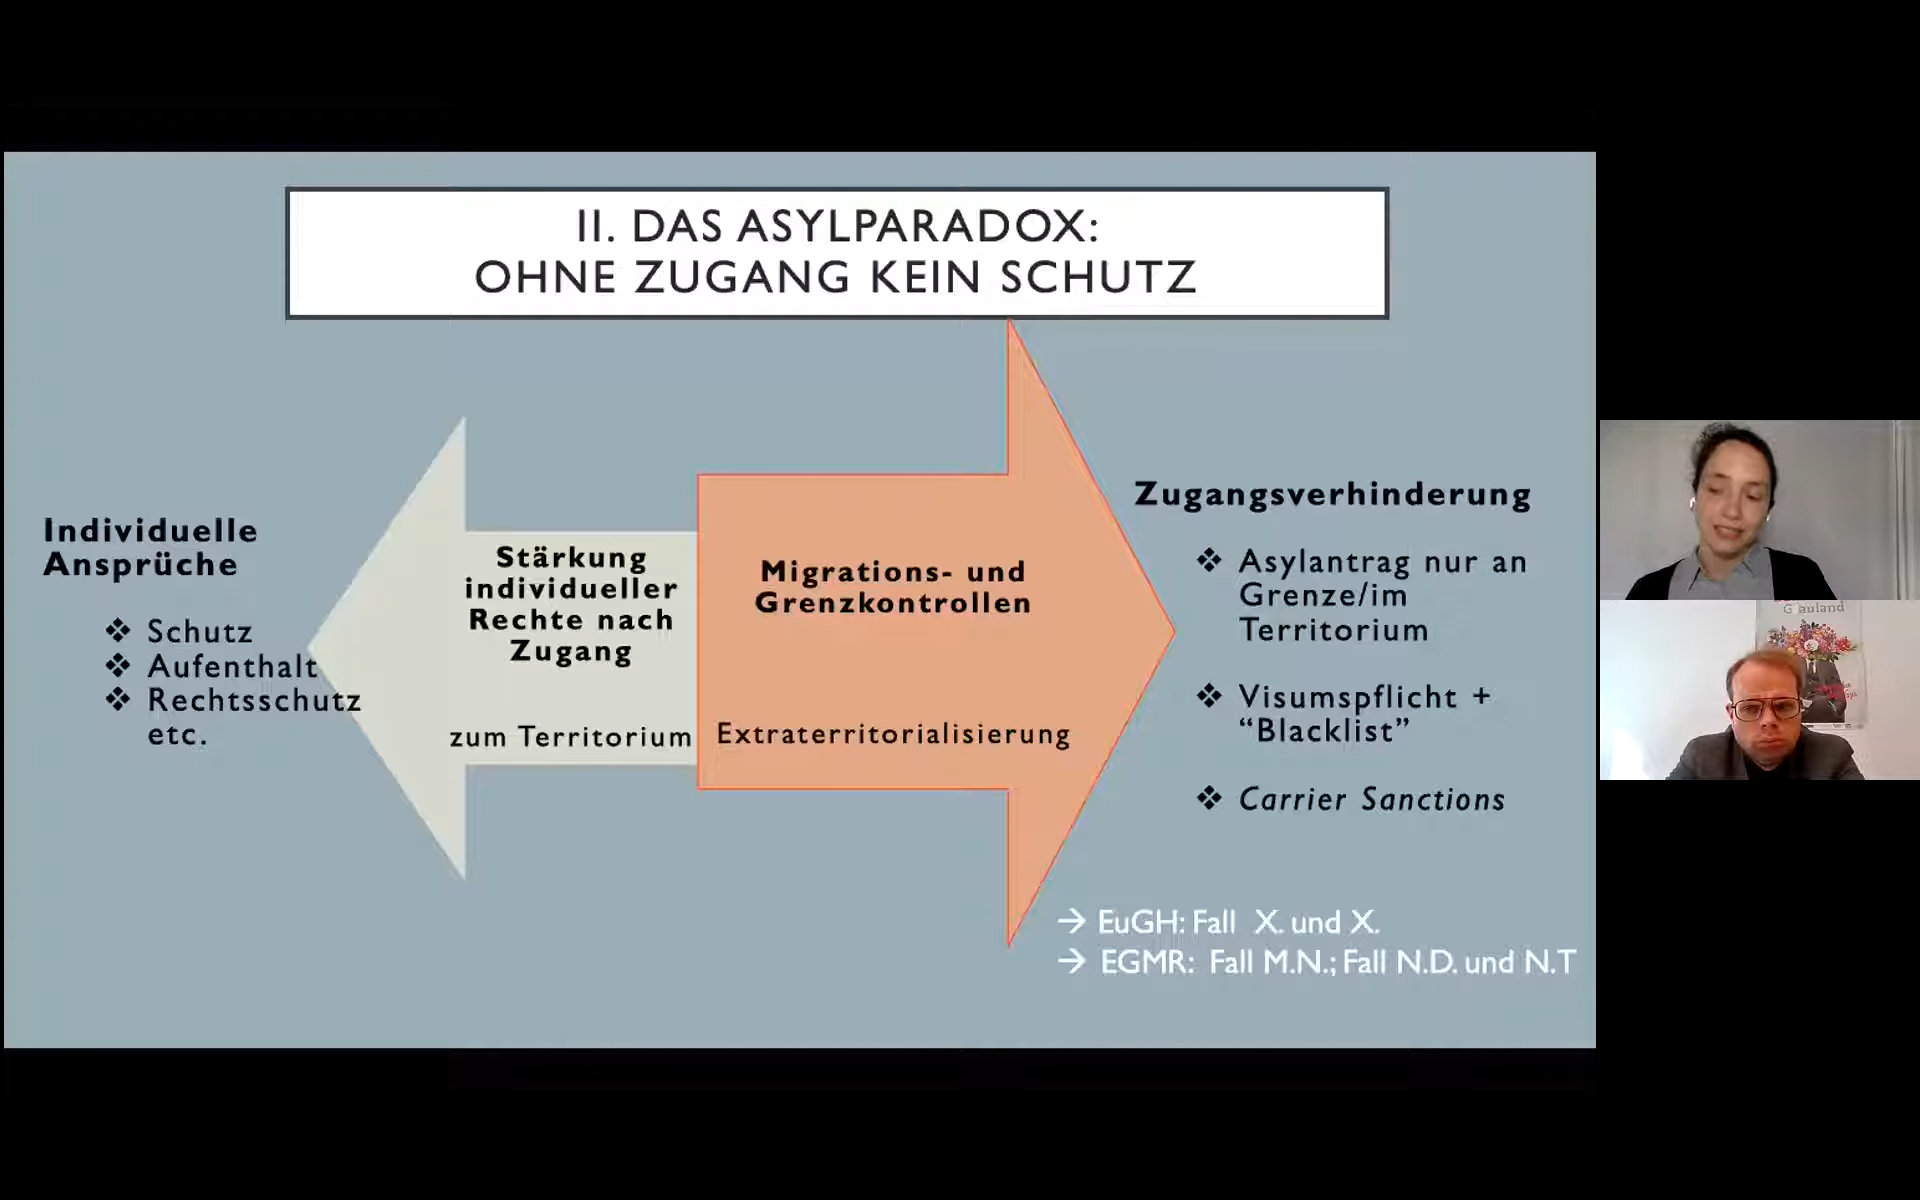 II. DAS ASYLPARADOX:
OHNE ZUGANG KEIN SCHUTZ
Individuelle
Ansprüche
❖ Schutz
❖ Aufenthalt
❖ Rechtsschutz
etc.
Stärkung
individueller
Rechte nach
Zugang
zum Territorium
Migrations- und
Grenzkontrollen
Extraterritorialisierung
Zugangsverhinderung
❖ Asylantrag nur an
Grenze/im
Territorium
❖ Visumspflicht +
“Blacklist”
❖ Carrier Sanctions
→ EuGH: Fall X. und X.
→ EGMR: Fall M.N.; Fall N.D. und N.T